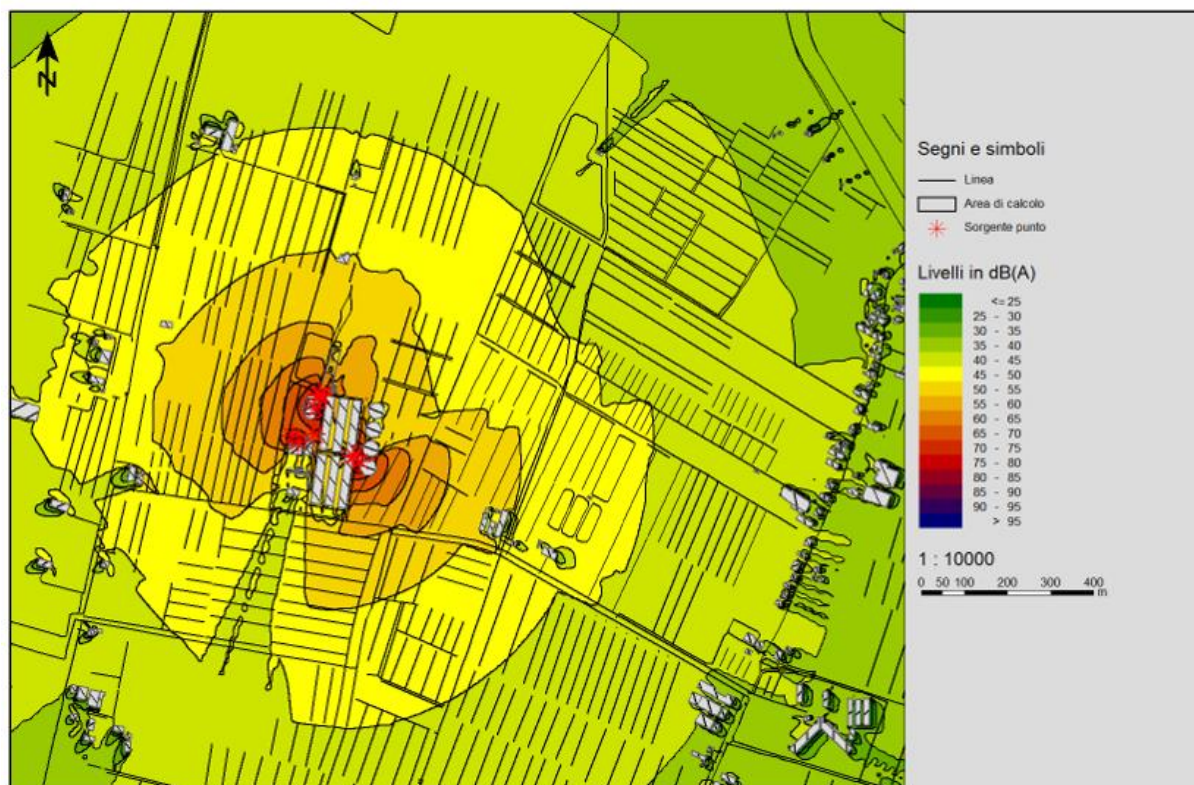 N
Segni e simboli
Linea
Area di calcolo
Sorgente punto
Livelli in dB(A)
<= 25
25 - 30
30 - 35
35 - 40
40 - 45
45 - 50
50 - 55
55 - 60
60 - 65
65 - 70
70 - 75
75 - 80
80 - 85
85 - 90
90 - 95
> 95
1 : 10000
0 50 100 200 300 400
m